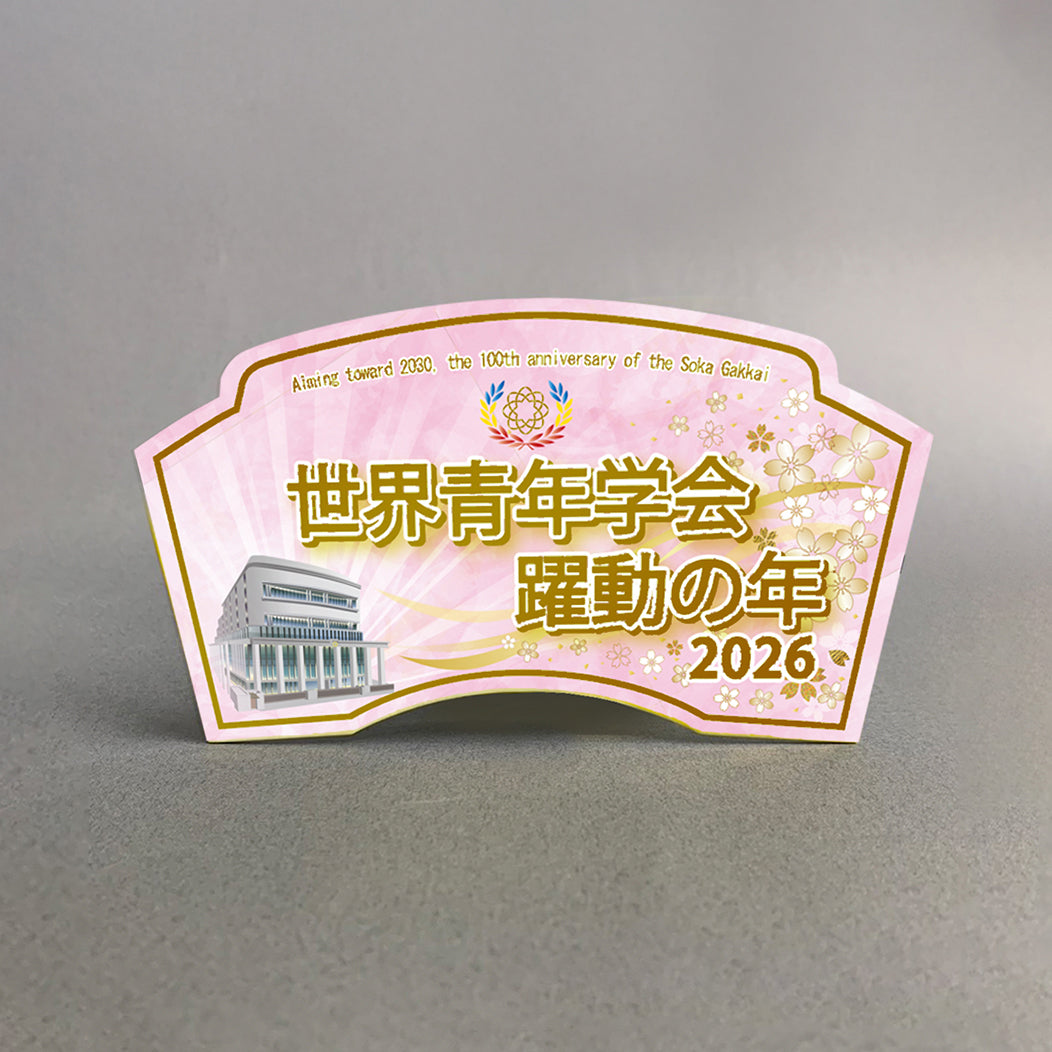 Aiming toward 2030, the 100th anniversary of the Soka Gakkai
世界青年学会
躍動の年
2026